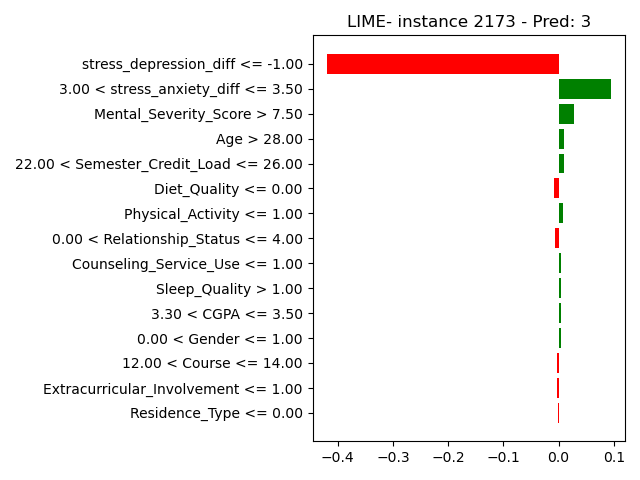 LIME- instance 2173 - Pred: 3
stress_depression_diff <= -1.00
3.00 < stress_anxiety_diff <= 3.50
Mental_Severity_Score > 7.50
Age > 28.00
22.00 < Semester_Credit_Load <= 26.00
Diet_Quality <= 0.00
Physical_Activity <= 1.00
0.00 < Relationship_Status <= 4.00
Counseling_Service_Use <= 1.00
Sleep_Quality > 1.00
3.30 < CGPA <= 3.50
0.00 < Gender <= 1.00
12.00 < Course <= 14.00
Extracurricular_Involvement <= 1.00
Residence_Type <= 0.00
−0.4 −0.3 −0.2 −0.1 0.0 0.1